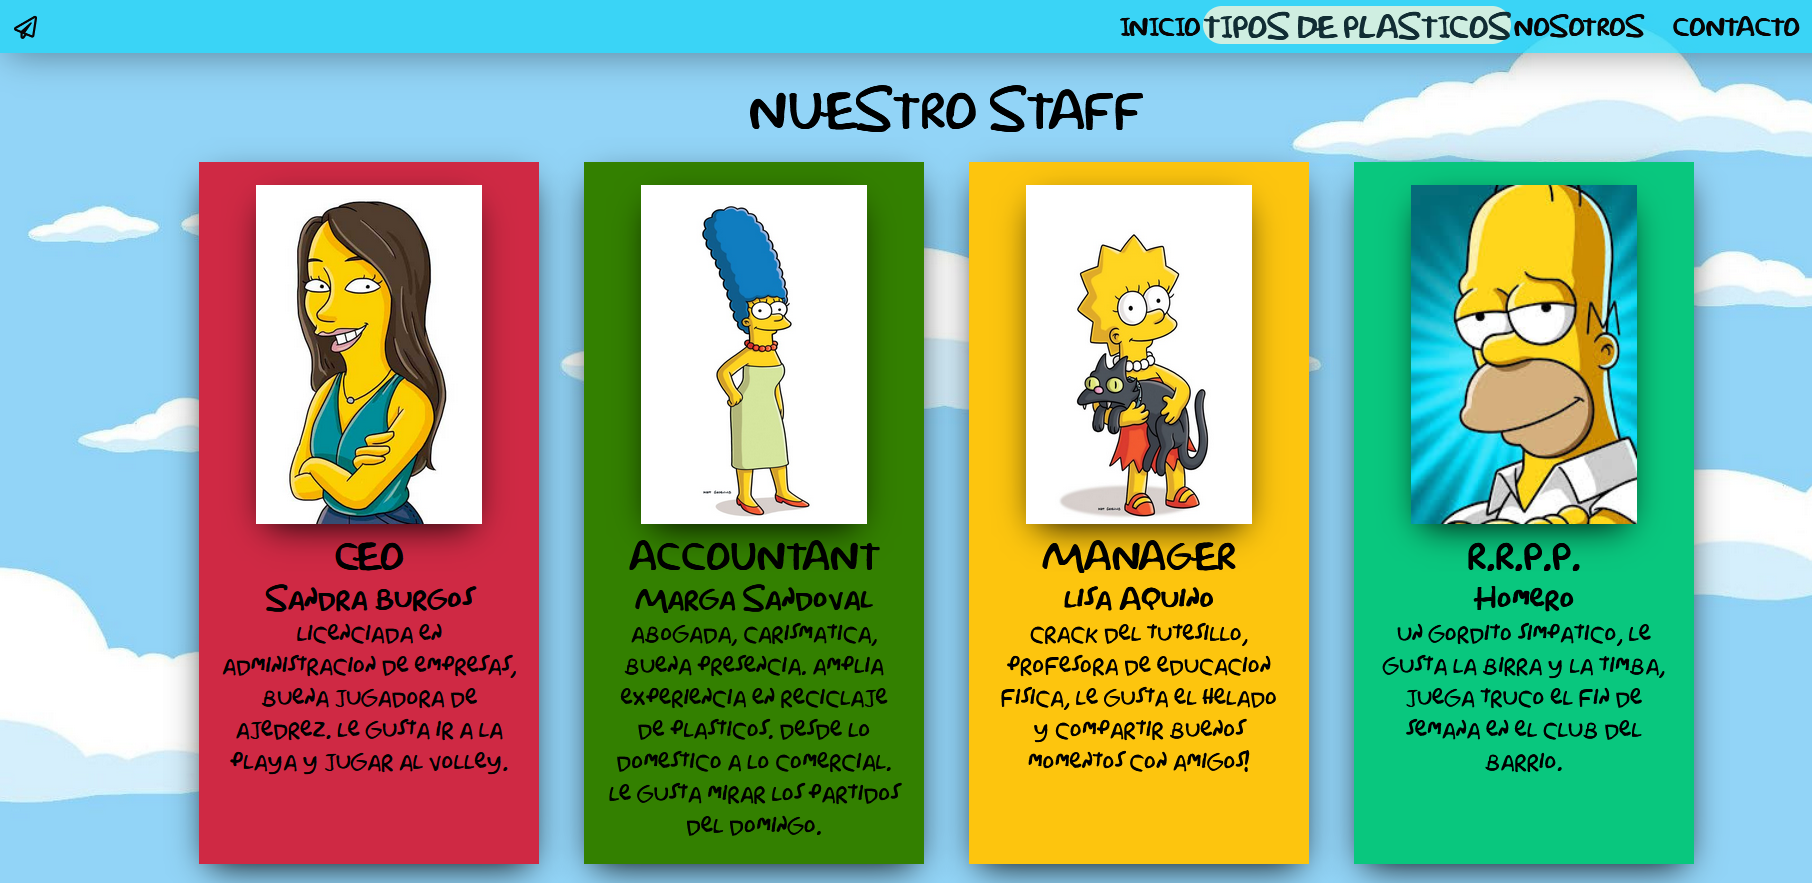 INICIO TIPOS DE PLASTICOS NOSOTROS CONTACTO
NUESTRO STAFF
CEO
SANDRA BURGOS
LICENCIADA EN
ADMINISTRACION DE EMPRESAS,
BUENA JUGADORA DE
AJEDREZ. LE GUSTA IR A LA
PLAYA Y JUGAR AL VOLLEY.
ACCOUNTANT
MARGA SANDOVAL
ABOGADA, CARISMATICA,
BUENA PRESENCIA. AMPLIA
EXPERIENCIA EN RECICLAJE
DE PLASTICOS. DESDE LO
DOMESTICO A LO COMERCIAL.
LE GUSTA MIRAR LOS PARTIDOS
DEL DOMINGO.
MANAGER
LISA AQUINO
CRACK DEL TUTESILLO,
PROFESORA DE EDUCACION
FISICA, LE GUSTA EL HELADO
Y COMPARTIR BUENOS
MOMENTOS CON AMIGOS!
R.R.P.P.
HOMERO
UN GORDITO SIMPATICO, LE
GUSTA LA BIRRA Y LA TIMBA,
JUEGA TRUCO EL FIN DE
SEMANA EN EL CLUB DEL
BARRIO.